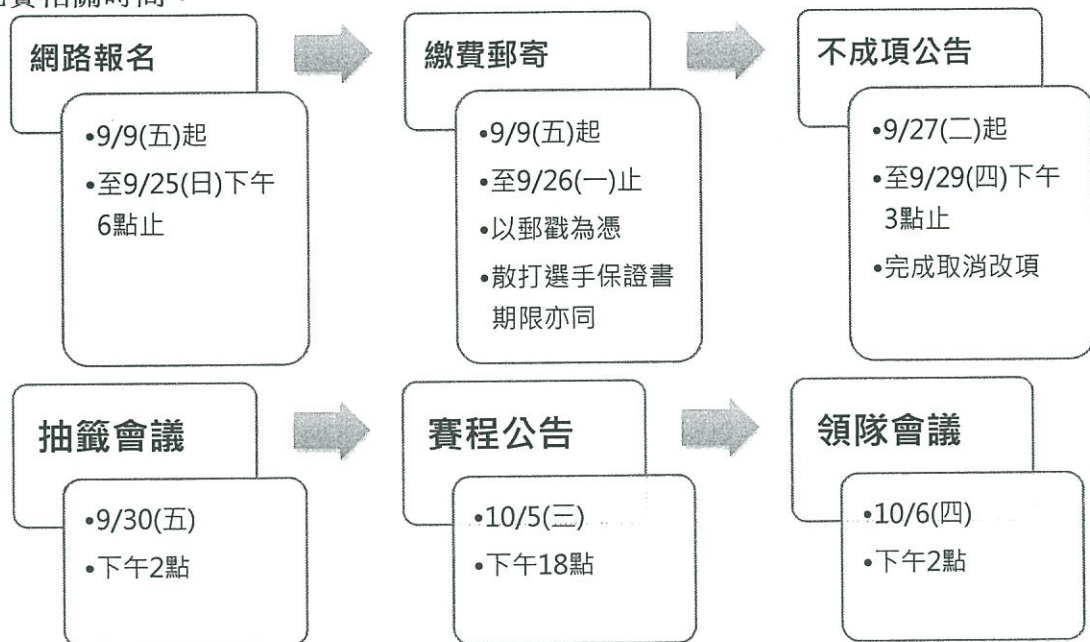 相關時間：
網路報名
•9/9(五)起
•至9/25(日)下午
6點止
繳費郵寄
•9/9(五)起
•至9/26(一)止
•以郵戳為憑
•散打選手保證書
期限亦同
不成項公告
•9/27(二)起
•至9/29(四)下午
3點止
•完成取消改項
抽籤會議
•9/30(五)
•下午2點
賽程公告
•10/5(三)
•下午18點
領隊會議
•10/6(四)
•下午2點